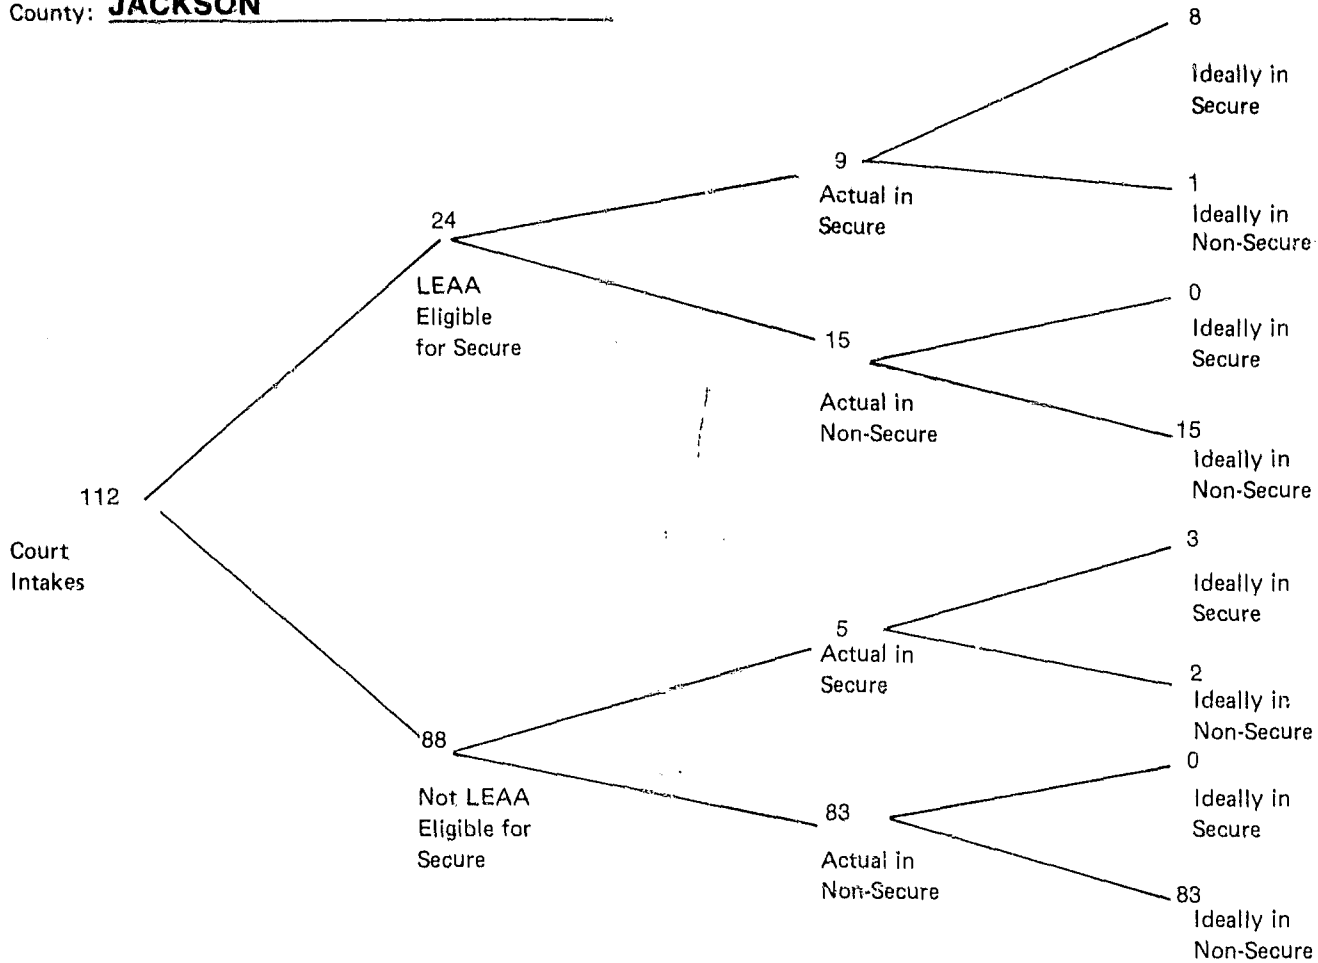 County: JACKSON
8
Ideally in
Secure
9
Actual in
Secure
1
Ideally in
Non-Secure
24
LEAA
Eligible
for Secure
0
Ideally in
Secure
15
Actual in
Non-Secure
15
Ideally in
Non-Secure
112
Court
Intakes
3
Ideally in
Secure
5
Actual in
Secure
2
Ideally in
Non-Secure
88
Not LEAA
Eligible for
Secure
0
Ideally in
Secure
83
Actual in
Non-Secure
83
Ideally in
Non-Secure